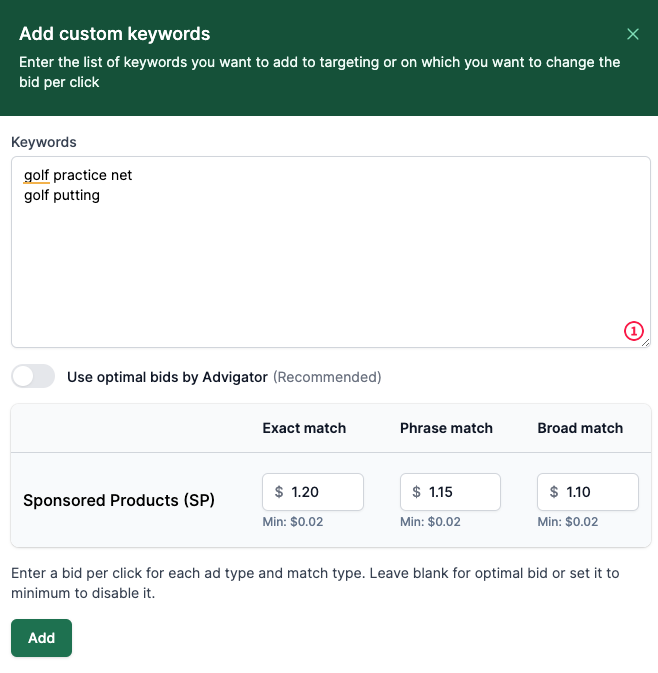 Add custom keywords
Enter the list of keywords you want to add to targeting or on which you want to change the
bid per click
Keywords
golf practice net
golf putting
1
Use optimal bids by Advigator (Recommended)
Exact match Phrase match Broad match
Sponsored Products (SP) $ 1.20 $ 1.15 $ 1.10
Min: $0.02 Min: $0.02 Min: $0.02
Enter a bid per click for each ad type and match type. Leave blank for optimal bid or set it to
minimum to disable it.
Add